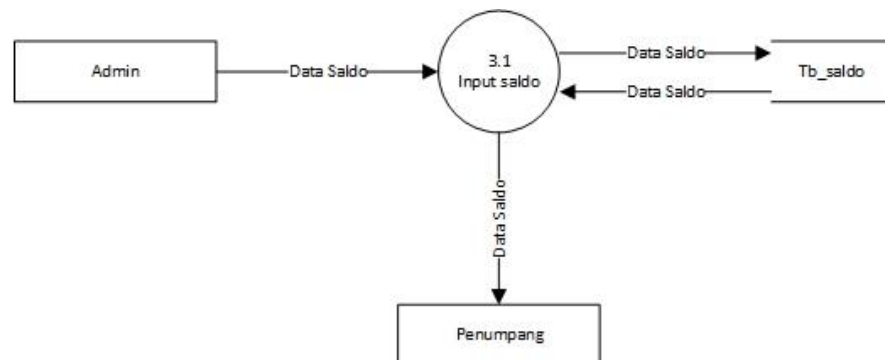 Admin
Data Saldo
3.1
Input saldo
Data Saldo
Data Saldo
Tb_saldo
Data Saldo
Penumpang